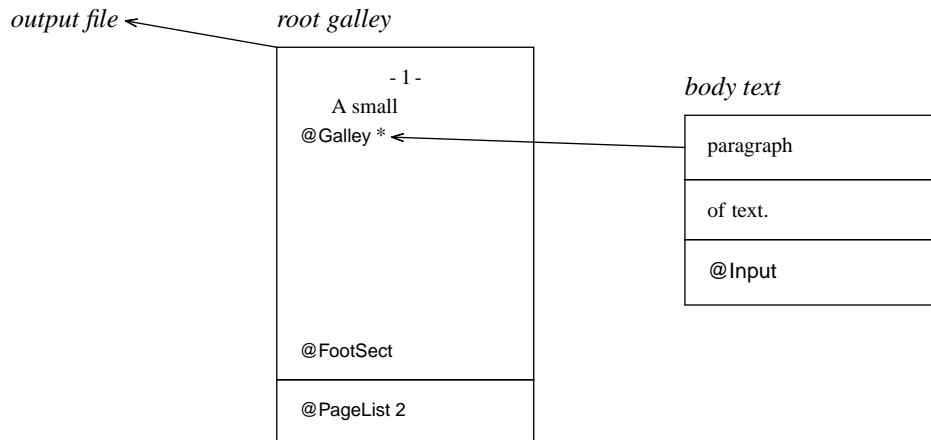 output file
root galley
- 1 -
A small
@Galley *
@FootSect
@PageList 2
body text
paragraph
of text.
@Input